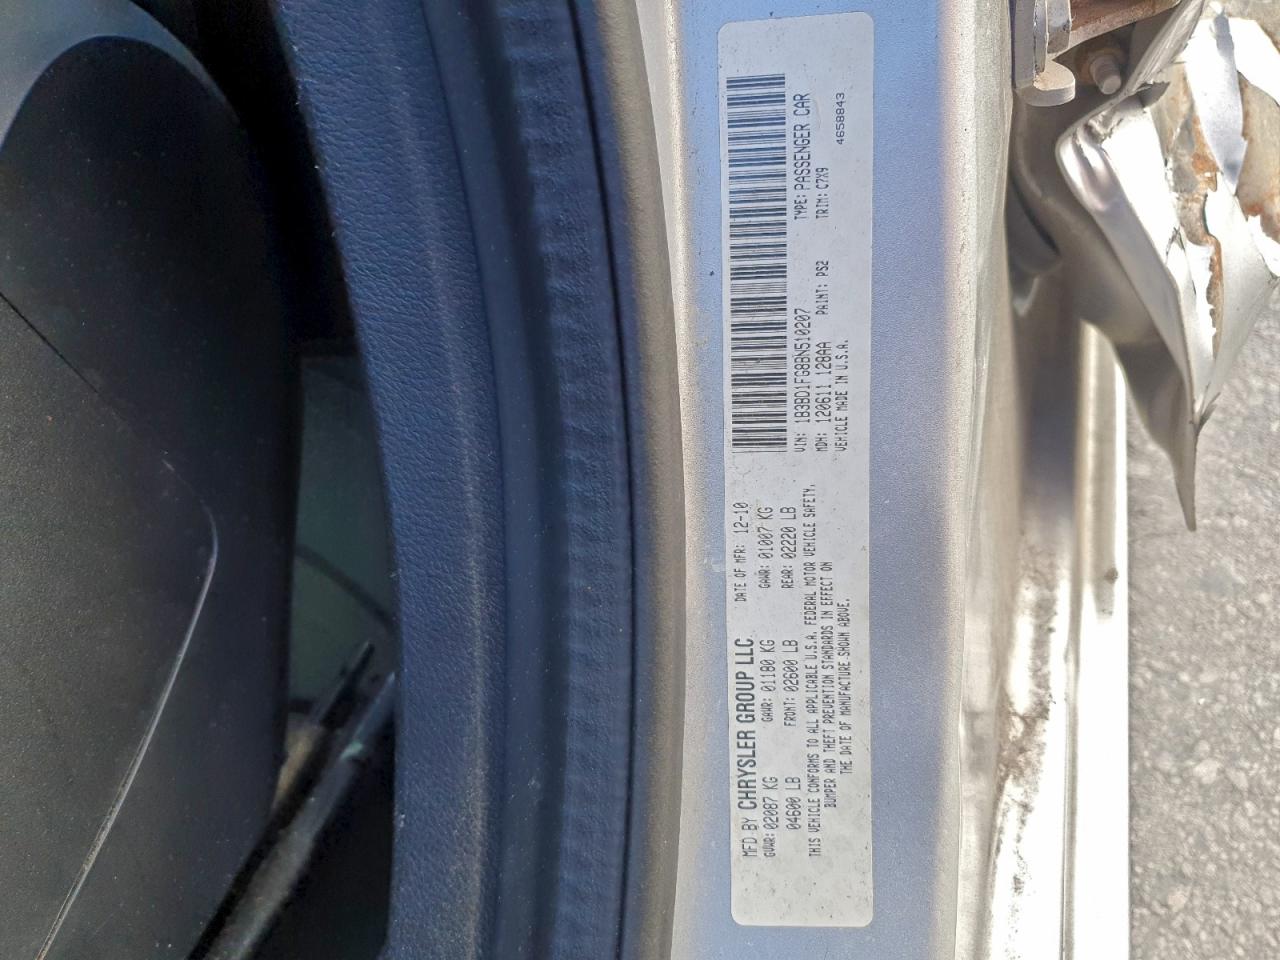 MFD BY CHRYSLER GROUP LLC DATE OF MFR: 12-10
GVWR: 02087 KG GAWR: 01180 KG GAWR: 01007 KG
04600 LB FRONT: 02600 LB REAR: 02220 LB
THIS VEHICLE CONFORMS TO ALL APPLICABLE U.S.A. FEDERAL MOTOR VEHICLE SAFETY,
BUMPER AND THEFT PREVENTION STANDARDS IN EFFECT ON
THE DATE OF MANUFACTURE SHOWN ABOVE.
VIN: 1B3BD1FG8BN510207 TYPE: PASSENGER CAR
MDH: 120611 128AA PAINT: PS2 TRIM: C7X9
VEHICLE MADE IN U.S.A. 4658843